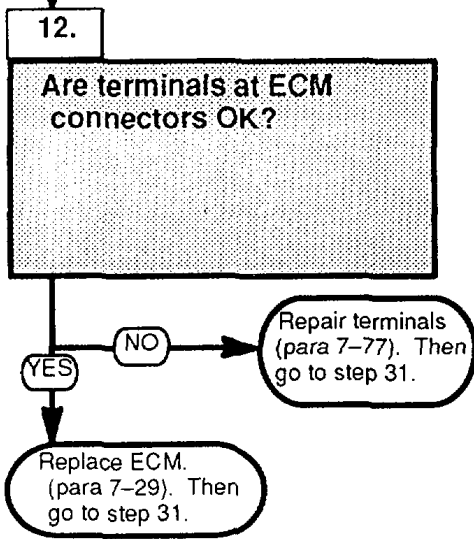 12.
Are terminals at ECM
connectors OK?
NO
Repair terminals
(para 7–77). Then
go to step 31.
YES
Replace ECM.
(para 7–29). Then
go to step 31.